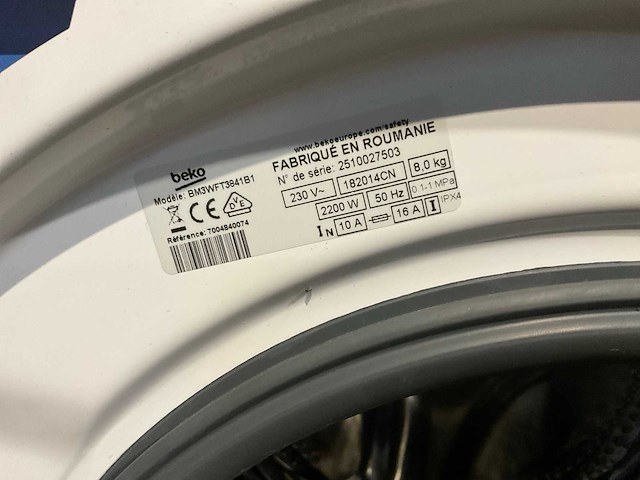 www.bekoeurope.com/safety
FABRIQUÉ EN ROUMANIE
beko
Modèle: BM3WFT3841B1
N° de série: 2510027503
230 V~ 182014CN 8.0 kg
2200 W 50 Hz 0.1-1 MPa
IN 10 A 16 A I IPX4
CE DVE
Référence: 7004840074